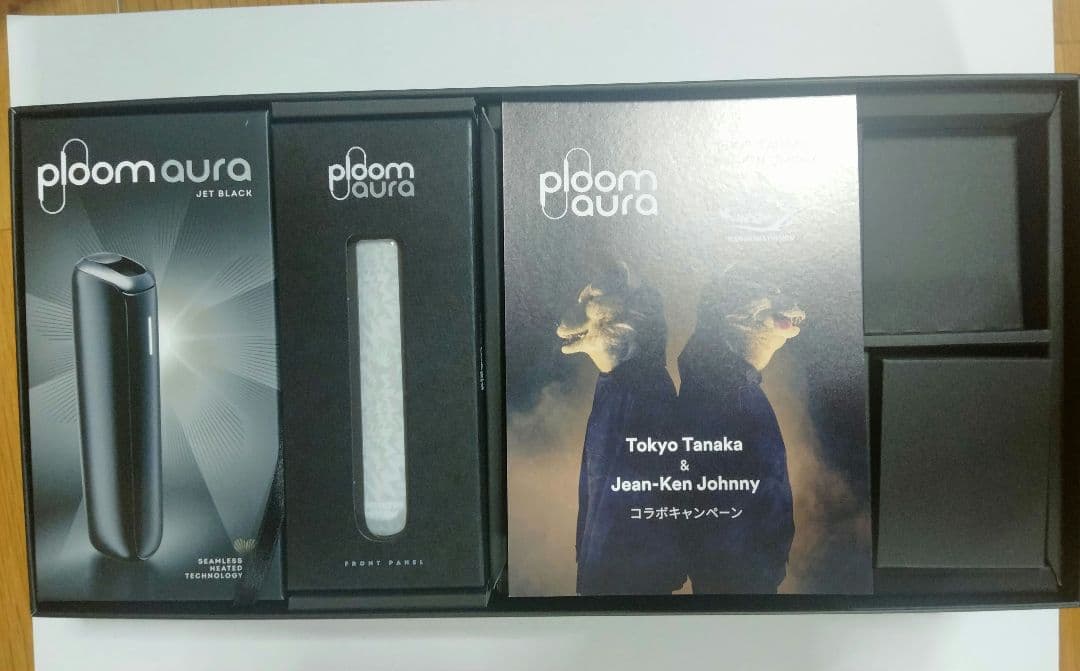 ploom aura
JET BLACK
SEAMLESS
HEATED
TECHNOLOGY
ploom
aura
FRONT PANEL
ploom
aura
Tokyo Tanaka
&
Jean-Ken Johnny
コラボキャンペーン